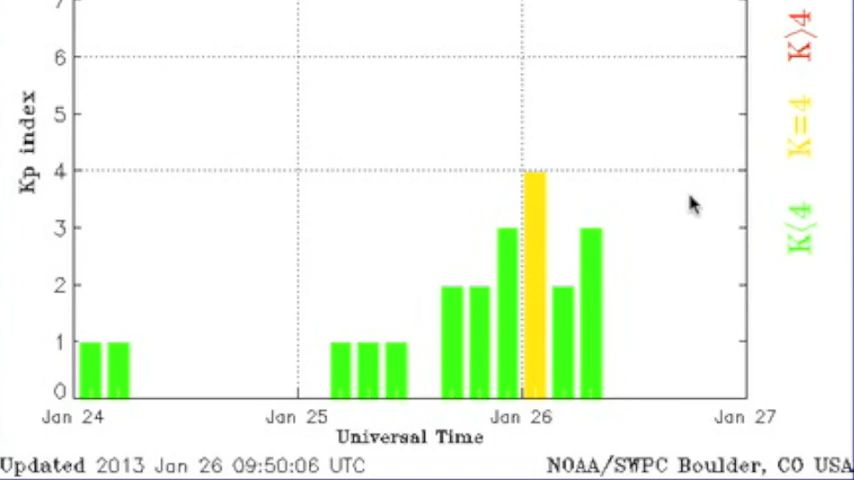 7
6
5
4
3
2
1
0
Kp index
K>4
K=4
K<4
Jan 24 Jan 25 Jan 26 Jan 27
Universal Time
Updated 2013 Jan 26 09:50:06 UTC NOAA/SWPC Boulder, CO USA